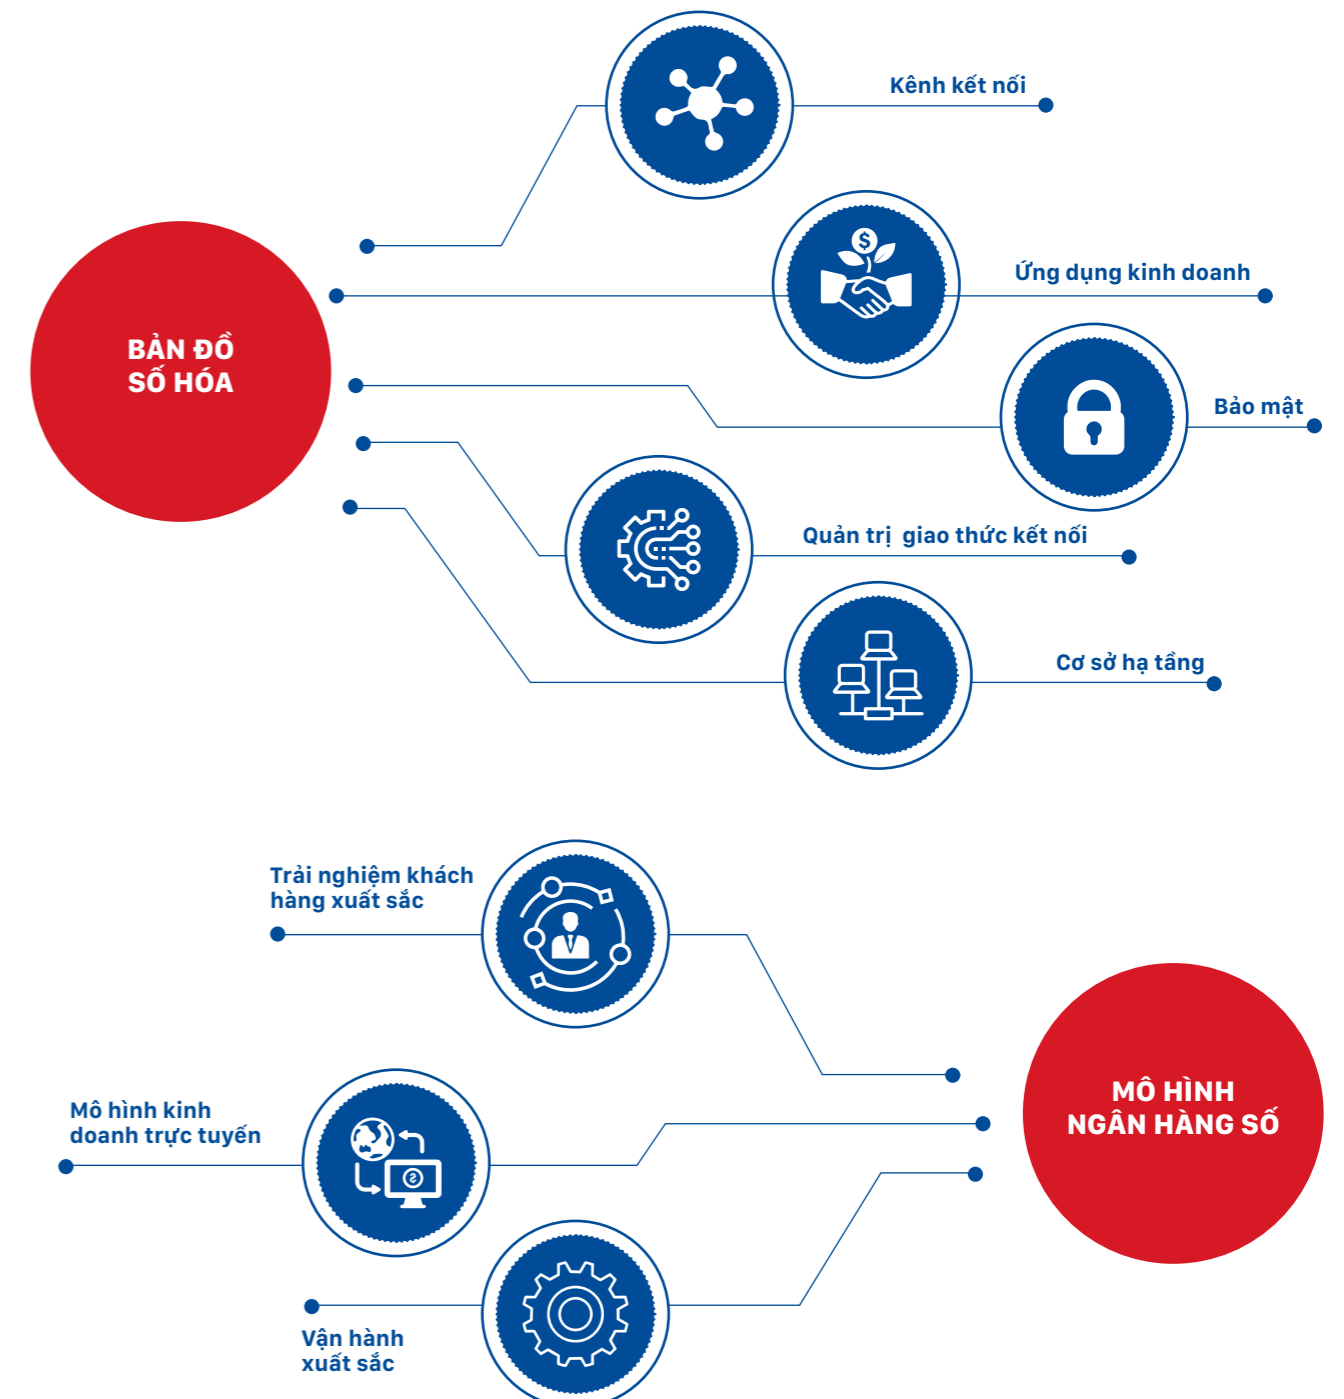 Kênh kết nối
Ứng dụng kinh doanh
BẢN ĐỒ
SỐ HÓA
Bảo mật
Quản trị giao thức kết nối
Cơ sở hạ tầng
Trải nghiệm khách
hàng xuất sắc
Mô hình kinh
doanh trực tuyến
MÔ HÌNH
NGÂN HÀNG SỐ
Vận hành
xuất sắc